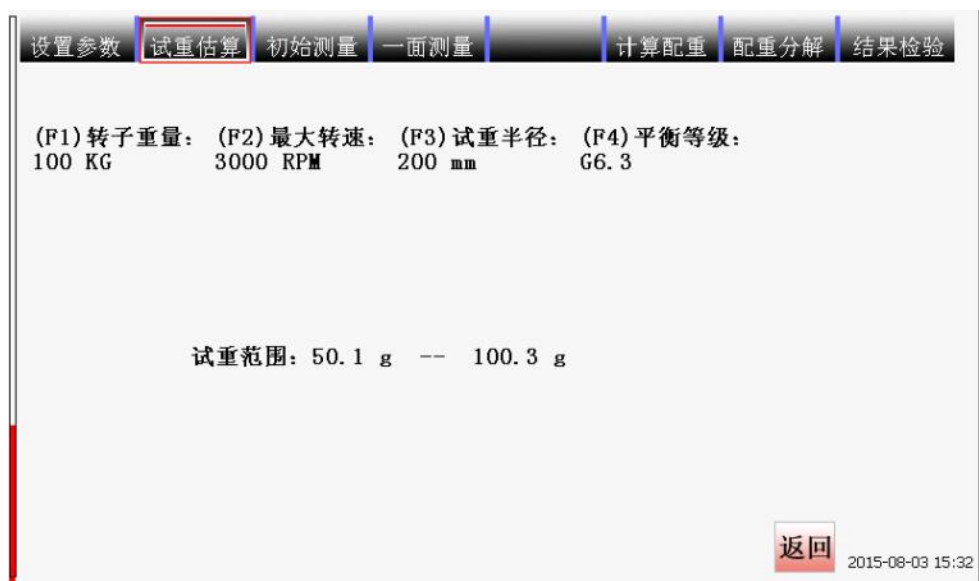 设置参数 试重估算 初始测量 一面测量 计算配重 配重分解 结果检验
(F1)转子重量: (F2)最大转速: (F3)试重半径: (F4)平衡等级:
100 KG 3000 RPM 200 mm G6.3
试重范围: 50.1 g -- 100.3 g
返回
2015-08-03 15:32